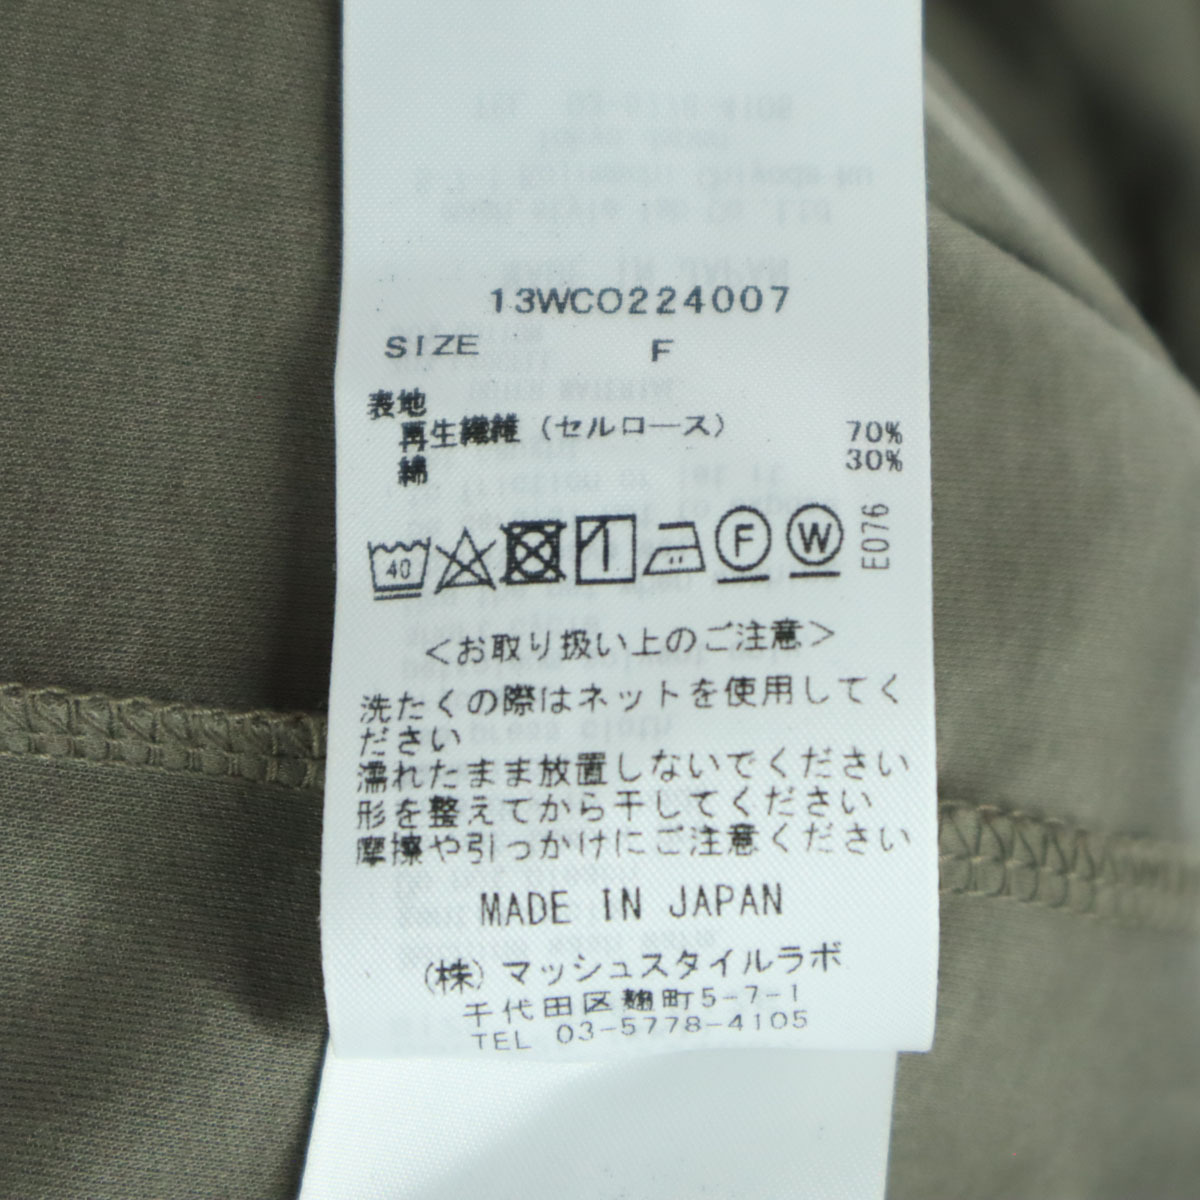 13WCO224007
SIZE F
表地
再生繊維(セルロース) 70%
綿 30%
40 F W E076
<お取り扱い上のご注意>
洗たくの際はネットを使用してく
ださい
濡れたまま放置しないでください
形を整えてから干してください
摩擦や引っかけにご注意ください
MADE IN JAPAN
(株)マッシュスタイルラボ
千代田区麹町5-7-1
TEL 03-5778-4105